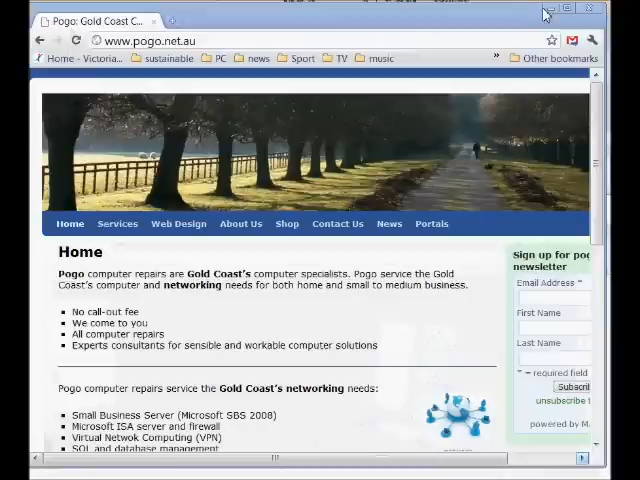 Pogo: Gold Coast C...
www.pogo.net.au
Home - Victoria... sustainable PC news Sport TV music » Other bookmarks
Home Services Web Design About Us Shop Contact Us News Portals
Home
Pogo computer repairs are Gold Coast's computer specialists. Pogo service the Gold
Coast's computer and networking needs for both home and small to medium business.
No call-out fee
We come to you
All computer repairs
Experts consultants for sensible and workable computer solutions
Pogo computer repairs service the Gold Coast's networking needs:
Small Business Server (Microsoft SBS 2008)
Microsoft ISA server and firewall
Virtual Netwok Computing (VPN)
SQL and database management
Sign up for pog
newsletter
Email Address *
First Name
Last Name
* = required field
Subscri
unsubscribe f
powered by M